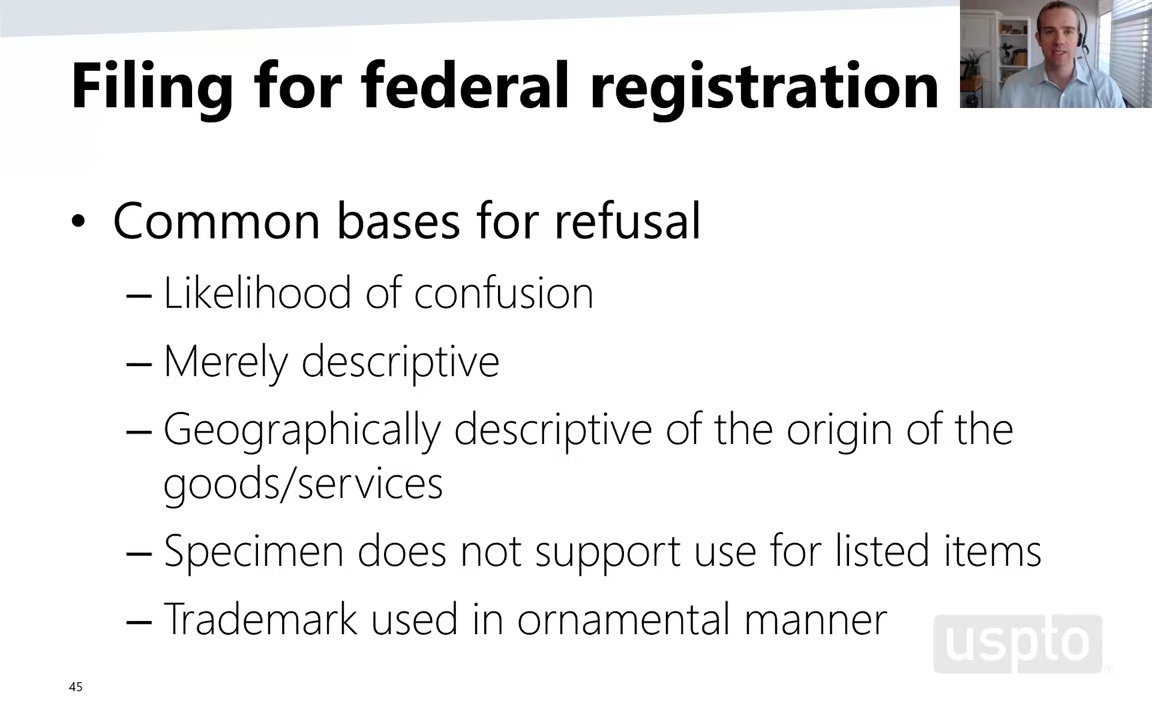 Filing for federal registration
• Common bases for refusal
– Likelihood of confusion
– Merely descriptive
– Geographically descriptive of the origin of the
goods/services
– Specimen does not support use for listed items
– Trademark used in ornamental manner
uspto®
45